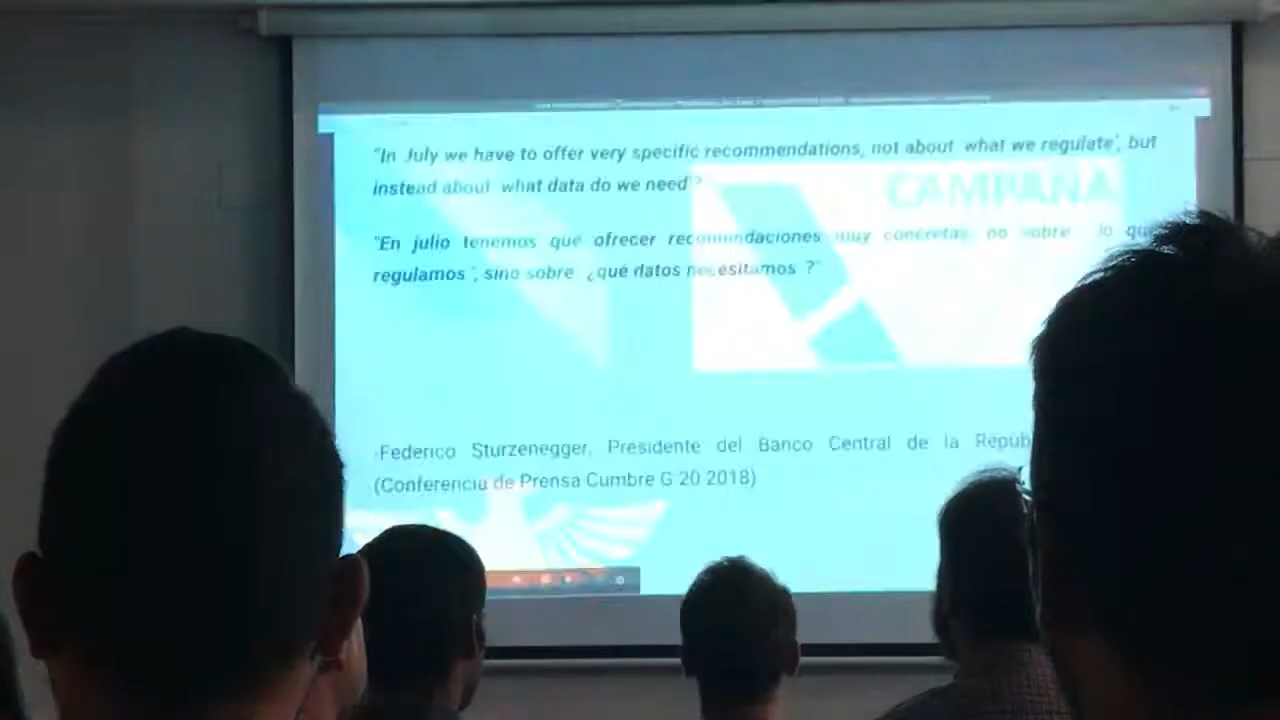 "In July we have to offer very specific recommendations, not about what we regulate', but
instead about what data do we need'?
CAMPAÑA
"En julio tenemos que ofrecer recomendaciones muy concretas, no sobre lo que
regulamos ', sino sobre ¿qué datos necesitamos ?"
-Federico Sturzenegger, Presidente del Banco Central de la Repúb
(Conferencia de Prensa Cumbre G 20 2018)